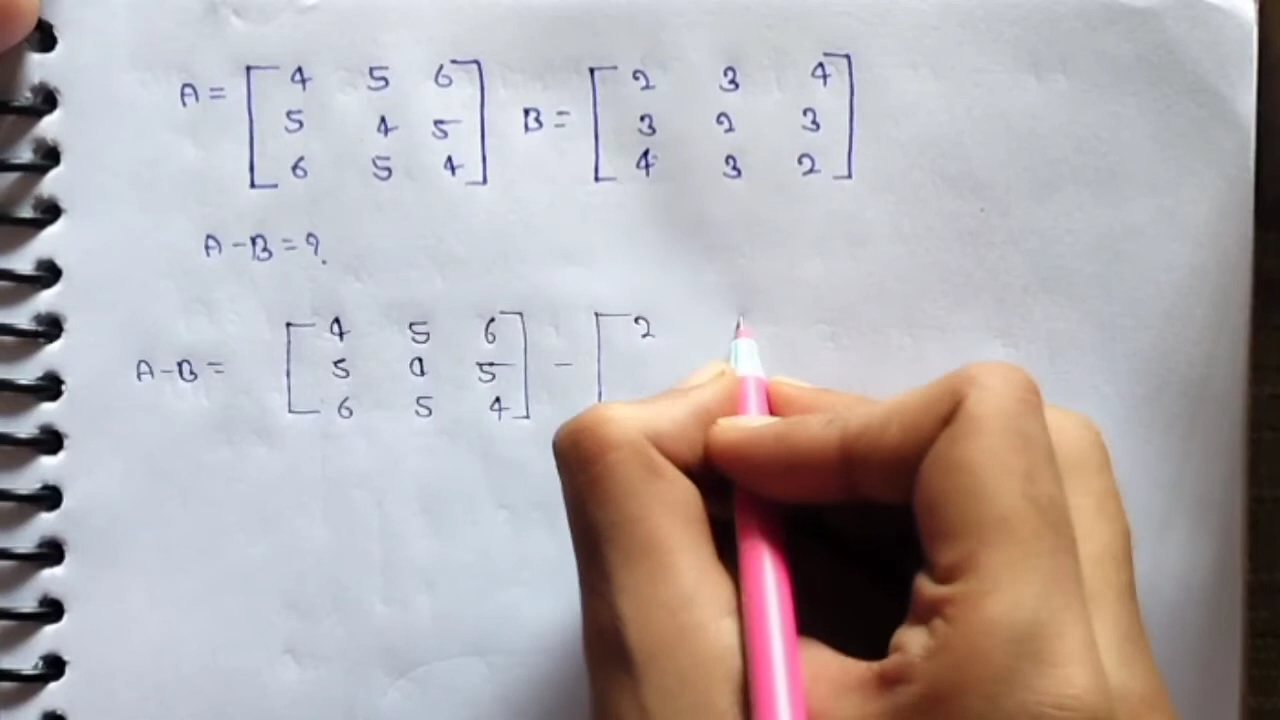 A = [ 4 5 6 ] B = [ 2 3 4 ]
5 4 5 3 2 3
6 5 4 4 3 2
A - B = ?
A - B = [ 4 5 6 ] - [ 2
5 0 5
6 5 4